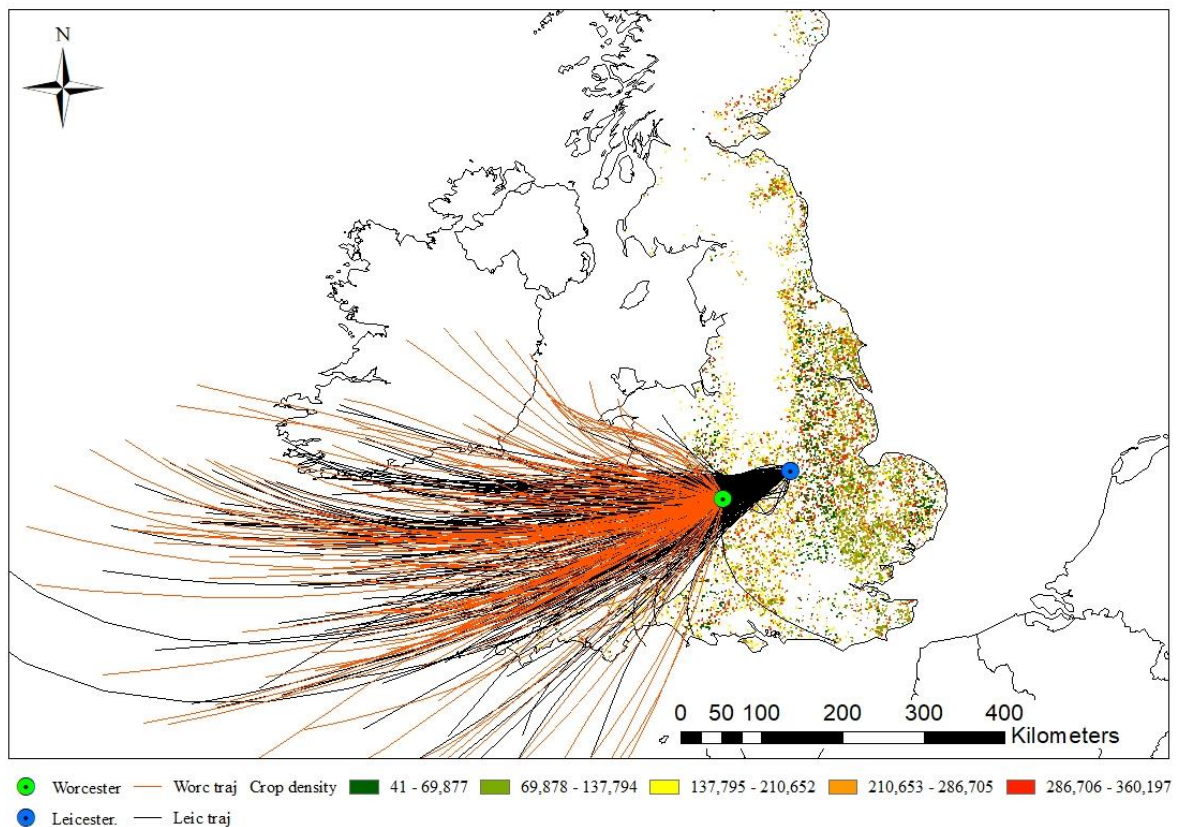 N
0 50 100 200 300 400
Kilometers
Worcester Worc traj Crop density 41 - 69,877 69,878 - 137,794 137,795 - 210,652 210,653 - 286,705 286,706 - 360,197
Leicester. Leic traj